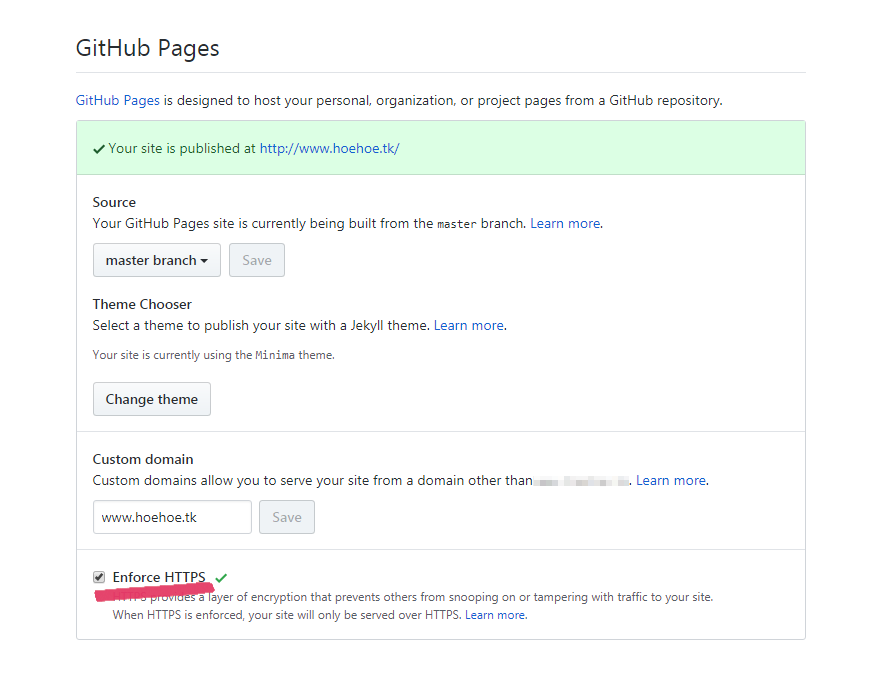 GitHub Pages
GitHub Pages is designed to host your personal, organization, or project pages from a GitHub repository.
Your site is published at http://www.hoehoe.tk/
Source
Your GitHub Pages site is currently being built from the master branch. Learn more.
master branch Save
Theme Chooser
Select a theme to publish your site with a Jekyll theme. Learn more.
Your site is currently using the Minima theme.
Change theme
Custom domain
Custom domains allow you to serve your site from a domain other than . Learn more.
www.hoehoe.tk Save
Enforce HTTPS
HTTPS provides a layer of encryption that prevents others from snooping on or tampering with traffic to your site.
When HTTPS is enforced, your site will only be served over HTTPS. Learn more.